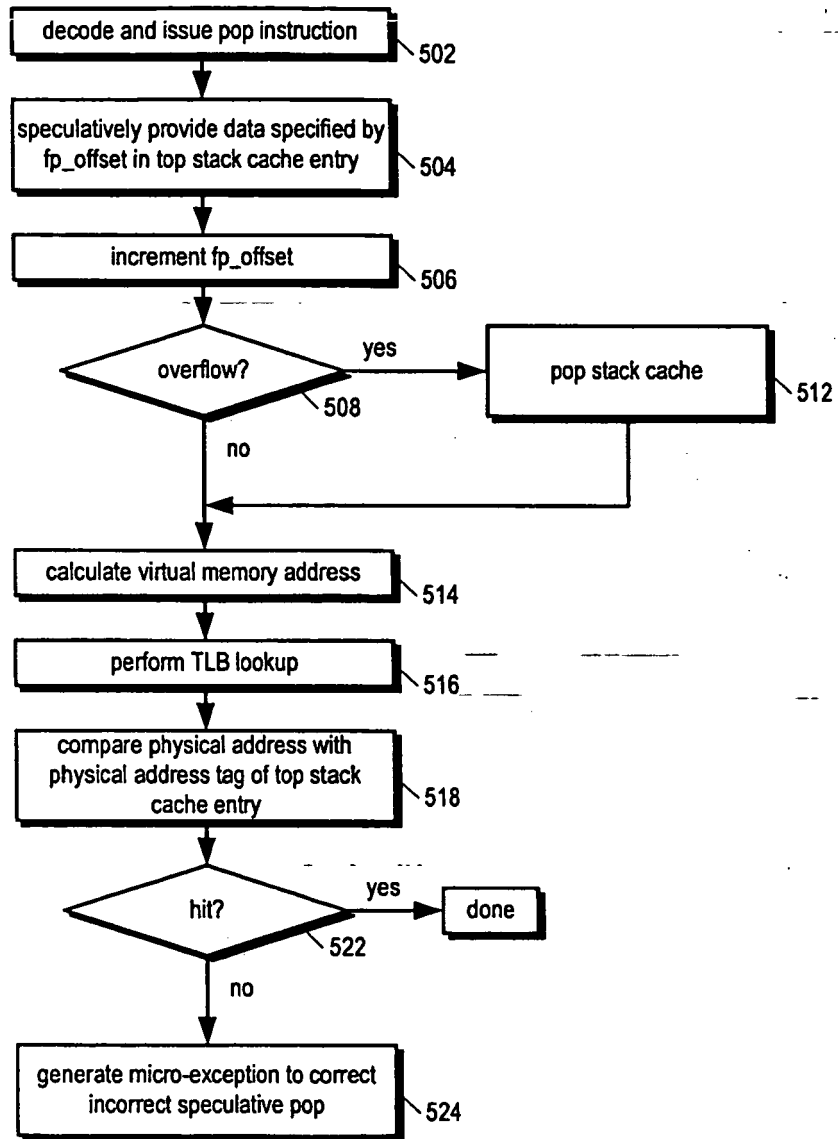 decode and issue pop instruction
502
speculatively provide data specified by
fp_offset in top stack cache entry
504
increment fp_offset
506
overflow?
508
yes
pop stack cache
512
no
calculate virtual memory address
514
perform TLB lookup
516
compare physical address with
physical address tag of top stack
cache entry
518
hit?
522
yes
done
no
generate micro-exception to correct
incorrect speculative pop
524